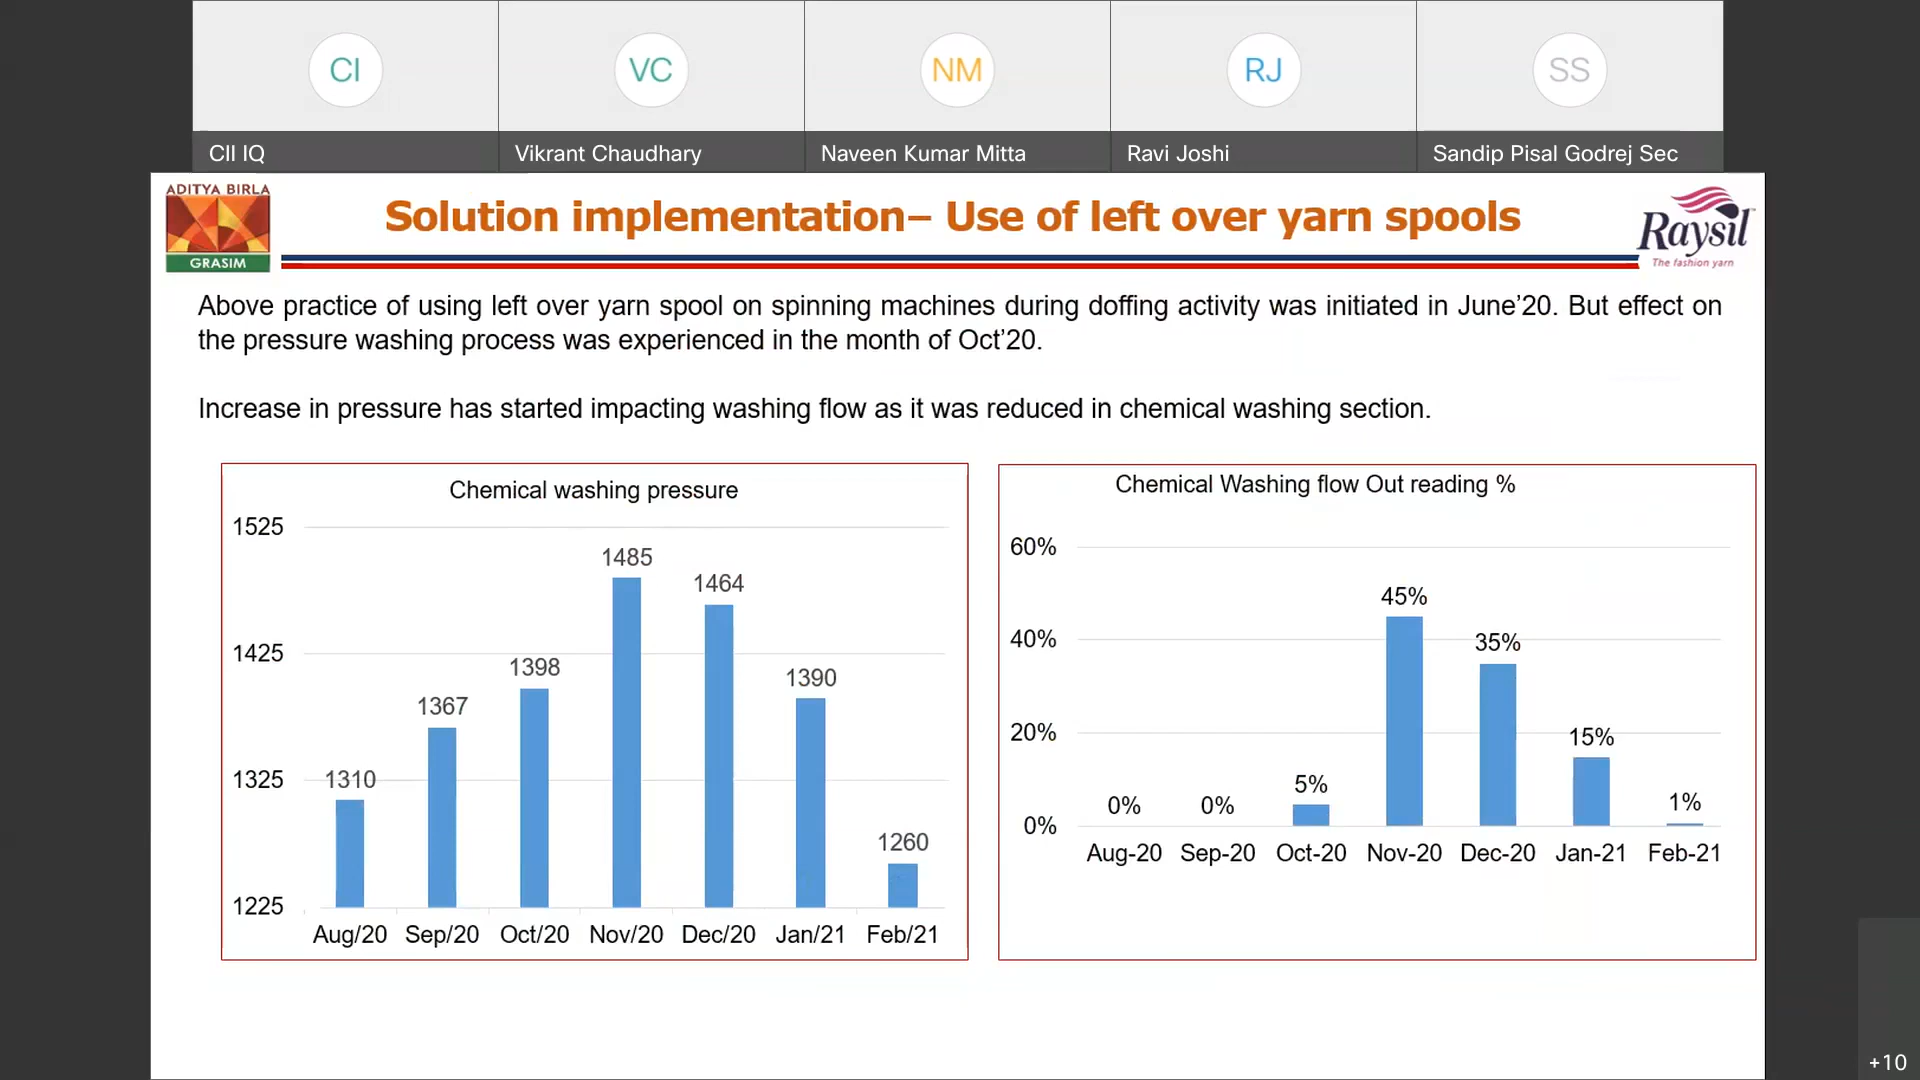 CI
VC
NM
RJ
SS
CII IQ
Vikrant Chaudhary
Naveen Kumar Mitta
Ravi Joshi
Sandip Pisal Godrej Sec
ADITYA BIRLA
GRASIM
Solution implementation– Use of left over yarn spools
Raysil
The fashion yarn
Above practice of using left over yarn spool on spinning machines during doffing activity was initiated in June’20. But effect on
the pressure washing process was experienced in the month of Oct’20.
Increase in pressure has started impacting washing flow as it was reduced in chemical washing section.
Chemical washing pressure
1525
1425
1325
1225
1310
1367
1398
1485
1464
1390
1260
Aug/20 Sep/20 Oct/20 Nov/20 Dec/20 Jan/21 Feb/21
Chemical Washing flow Out reading %
60%
40%
20%
0%
0%
0%
5%
45%
35%
15%
1%
Aug-20 Sep-20 Oct-20 Nov-20 Dec-20 Jan-21 Feb-21
+10